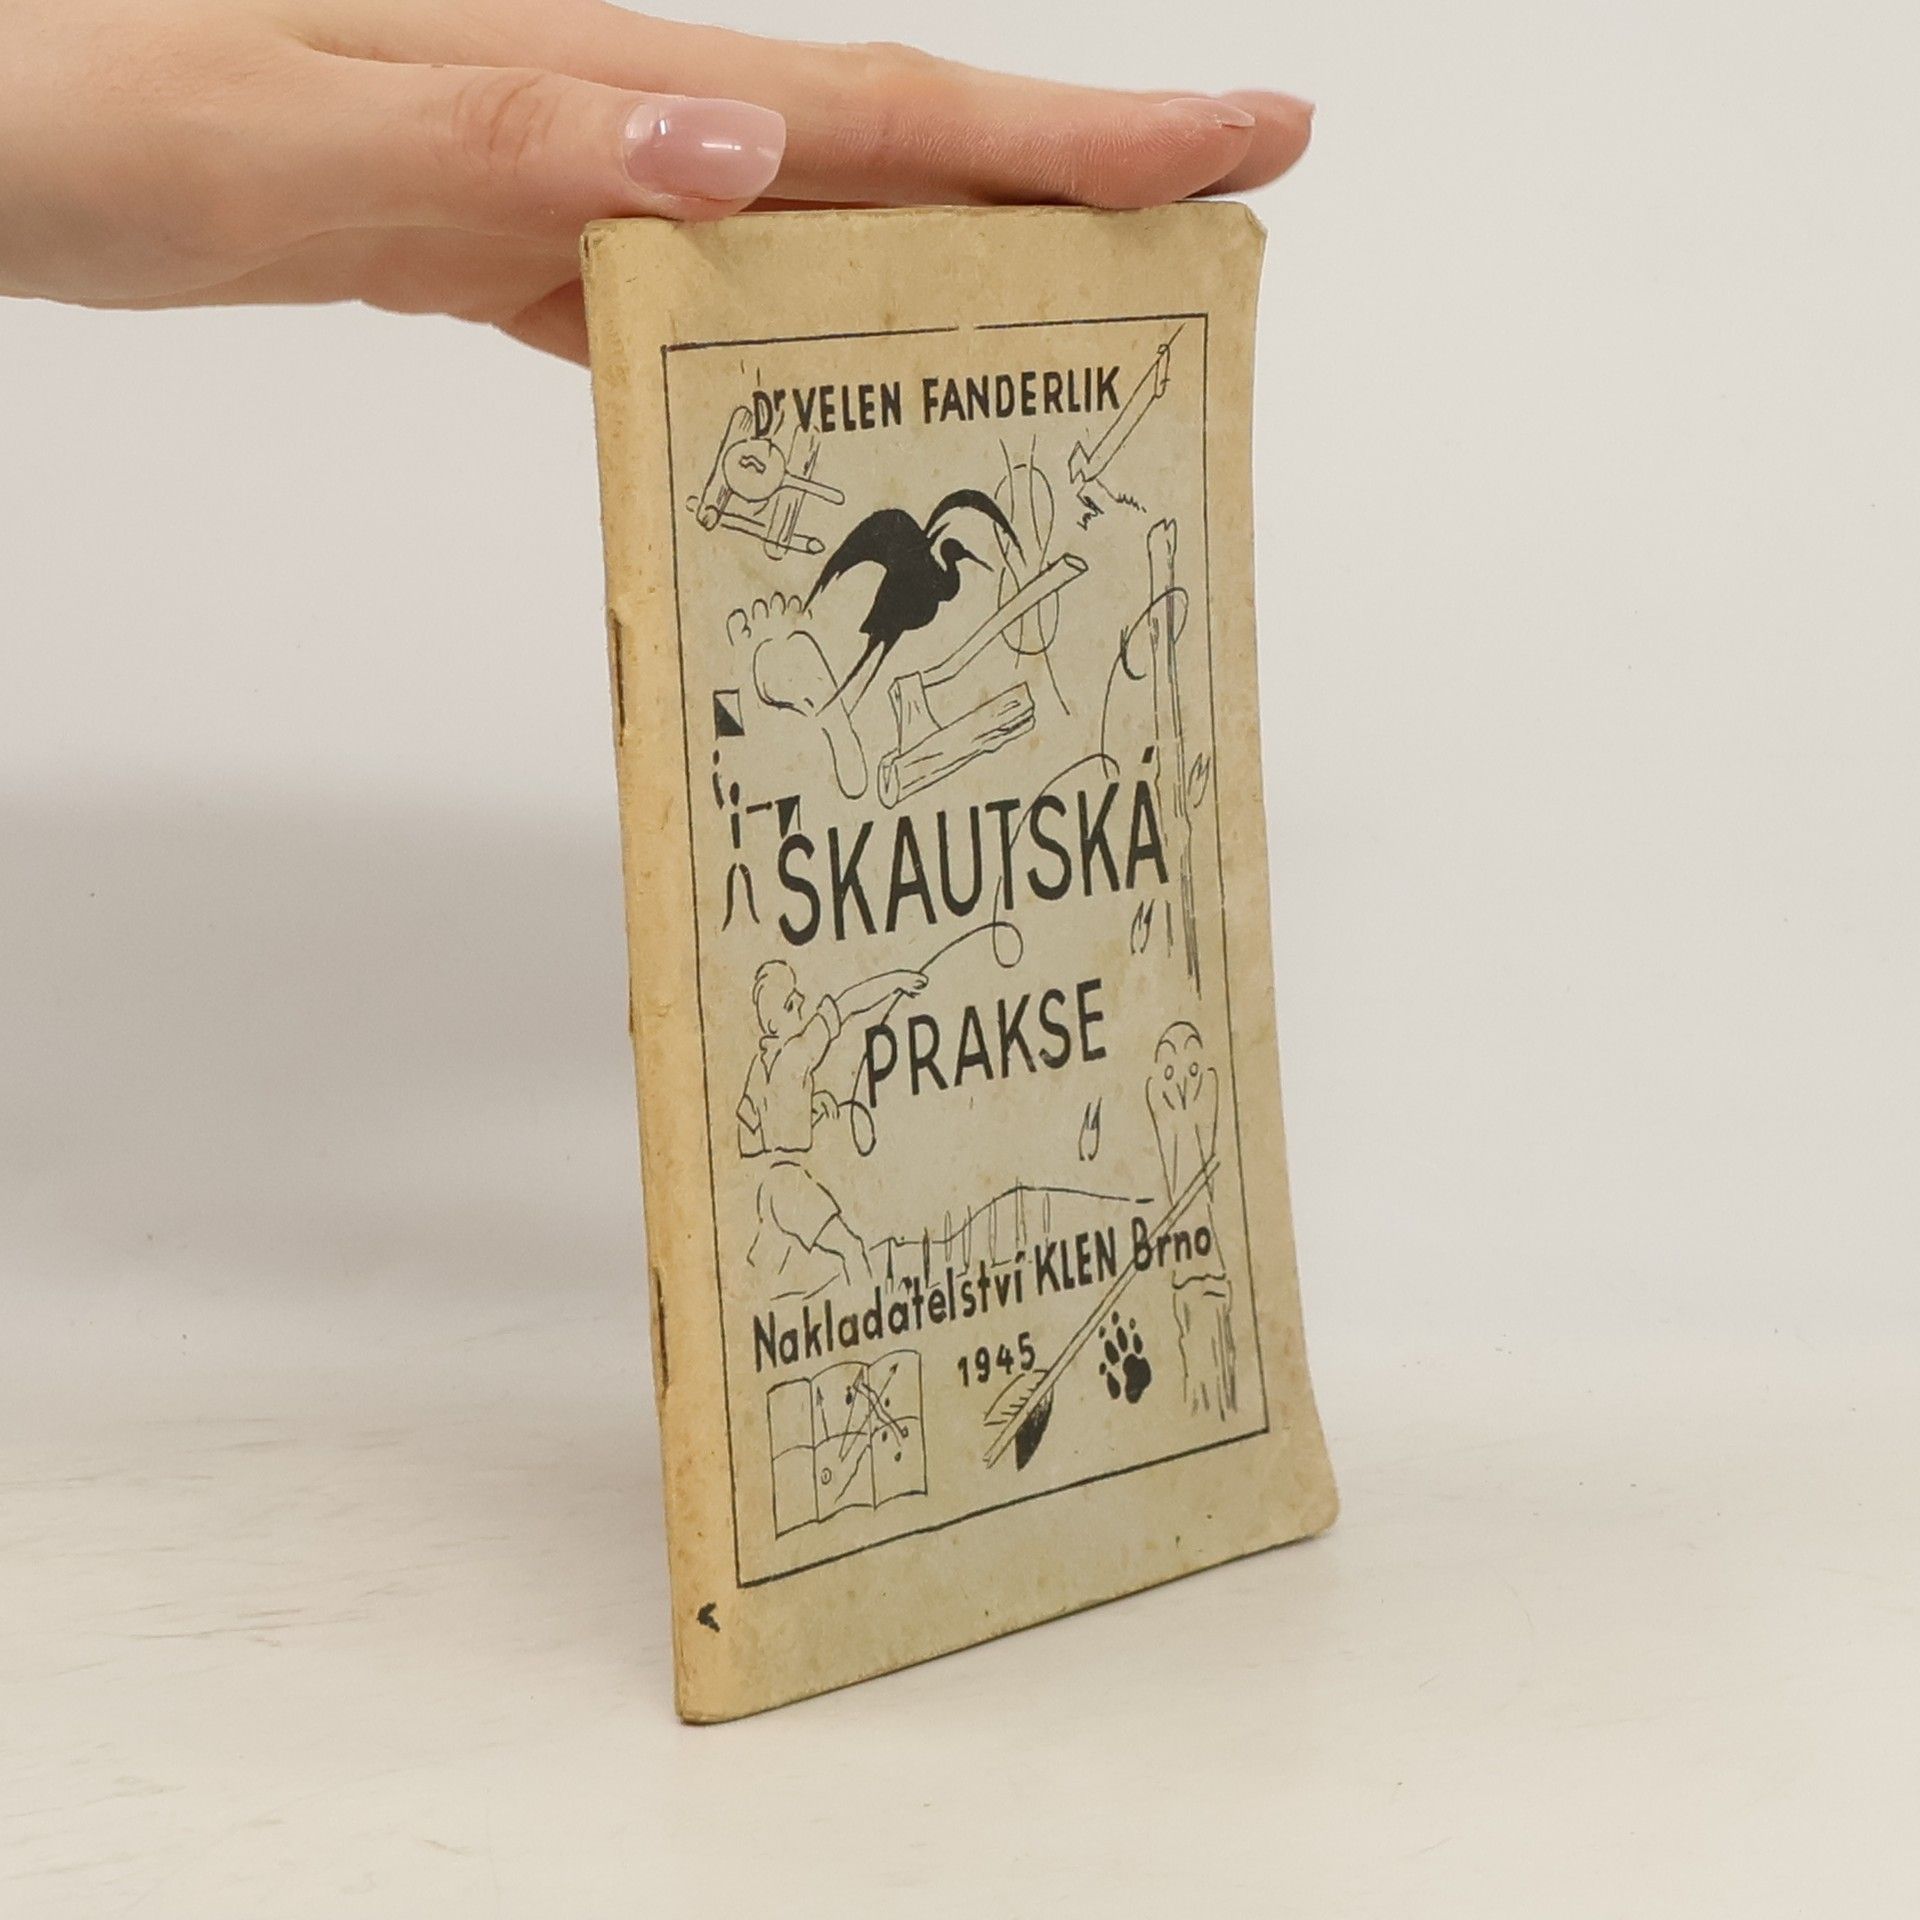 Dr VELEN FANDERLIK
SKAUTSKÁ
PRAKSE
Nakladatelství KLEN Brno
1945